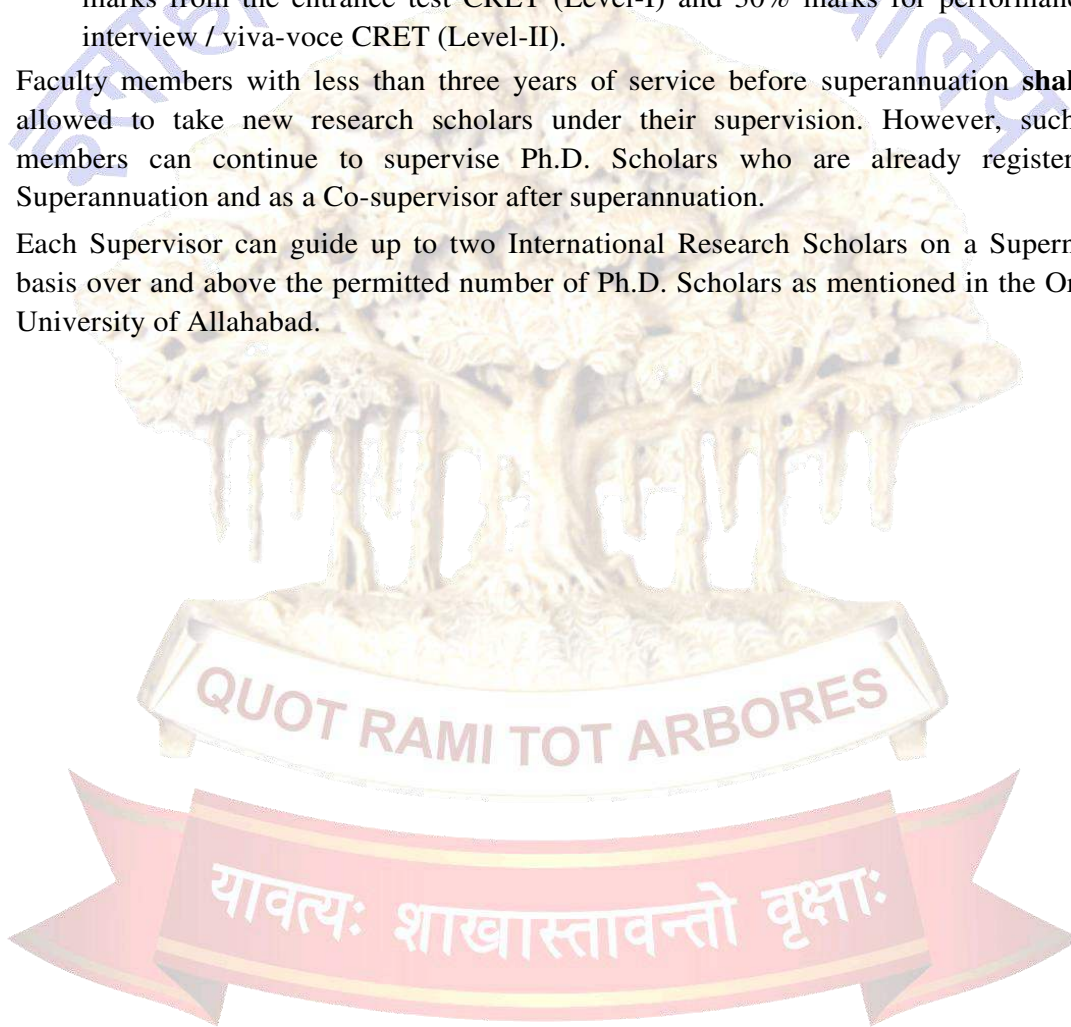 marks from the entrance test CRET (Level-I) and 30% marks for performanc
interview / viva-voce CRET (Level-II).
Faculty members with less than three years of service before superannuation shal
allowed to take new research scholars under their supervision. However, such
members can continue to supervise Ph.D. Scholars who are already register
Superannuation and as a Co-supervisor after superannuation.
Each Supervisor can guide up to two International Research Scholars on a Supern
basis over and above the permitted number of Ph.D. Scholars as mentioned in the Or
University of Allahabad.
QUOT RAMI TOT ARBORES
यावत्यः शाखास्तावन्तो वृक्षाः